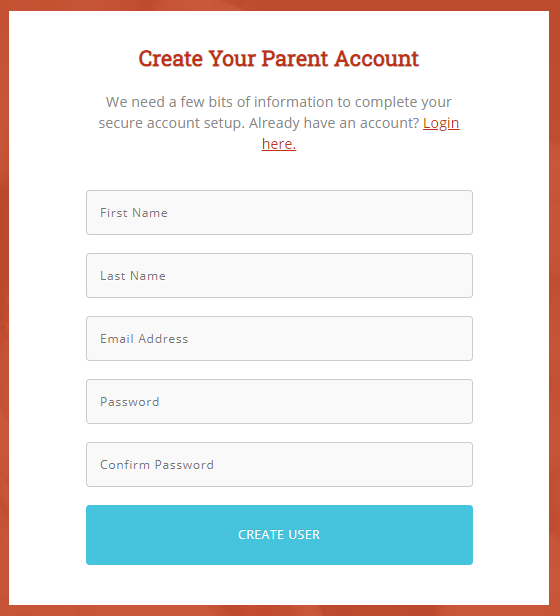 Create Your Parent Account
We need a few bits of information to complete your
secure account setup. Already have an account? Login
here.
First Name
Last Name
Email Address
Password
Confirm Password
CREATE USER